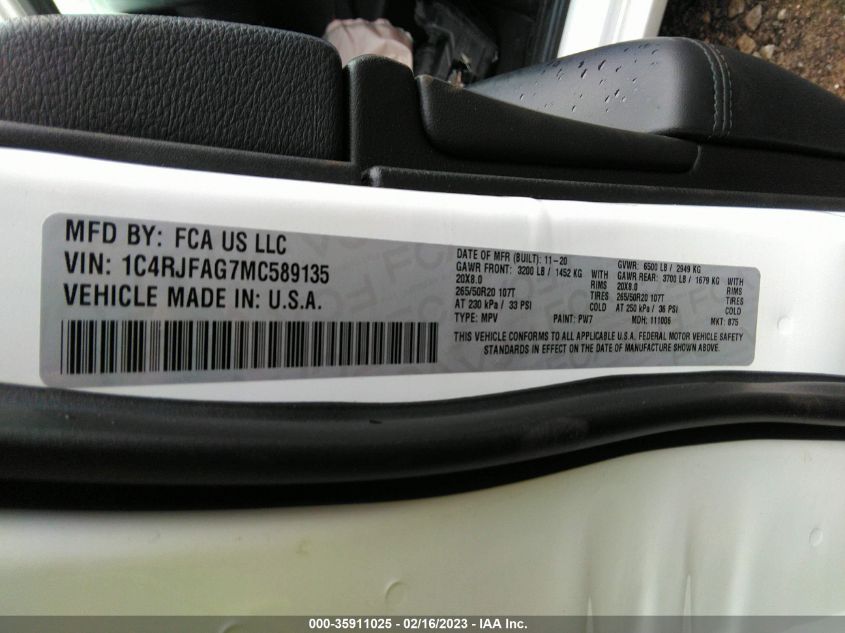 MFD BY: FCA US LLC
VIN: 1C4RJFAG7MC589135
VEHICLE MADE IN: U.S.A.
DATE OF MFR (BUILT): 11-20
GVWR: 6500 LB / 2949 KG
GAWR FRONT: 3200 LB / 1452 KG WITH
GAWR REAR: 3700 LB / 1679 KG WITH
20X8.0 RIMS
20X8.0 RIMS
265/50R20 107T TIRES
265/50R20 107T TIRES
AT 230 kPa / 33 PSI COLD
AT 250 kPa / 36 PSI COLD
TYPE: MPV PAINT: PW7 MDH: 111006 MKT: 875
THIS VEHICLE CONFORMS TO ALL APPLICABLE U.S.A. FEDERAL MOTOR VEHICLE SAFETY
STANDARDS IN EFFECT ON THE DATE OF MANUFACTURE SHOWN ABOVE.
000-35911025 - 02/16/2023 - IAA Inc.